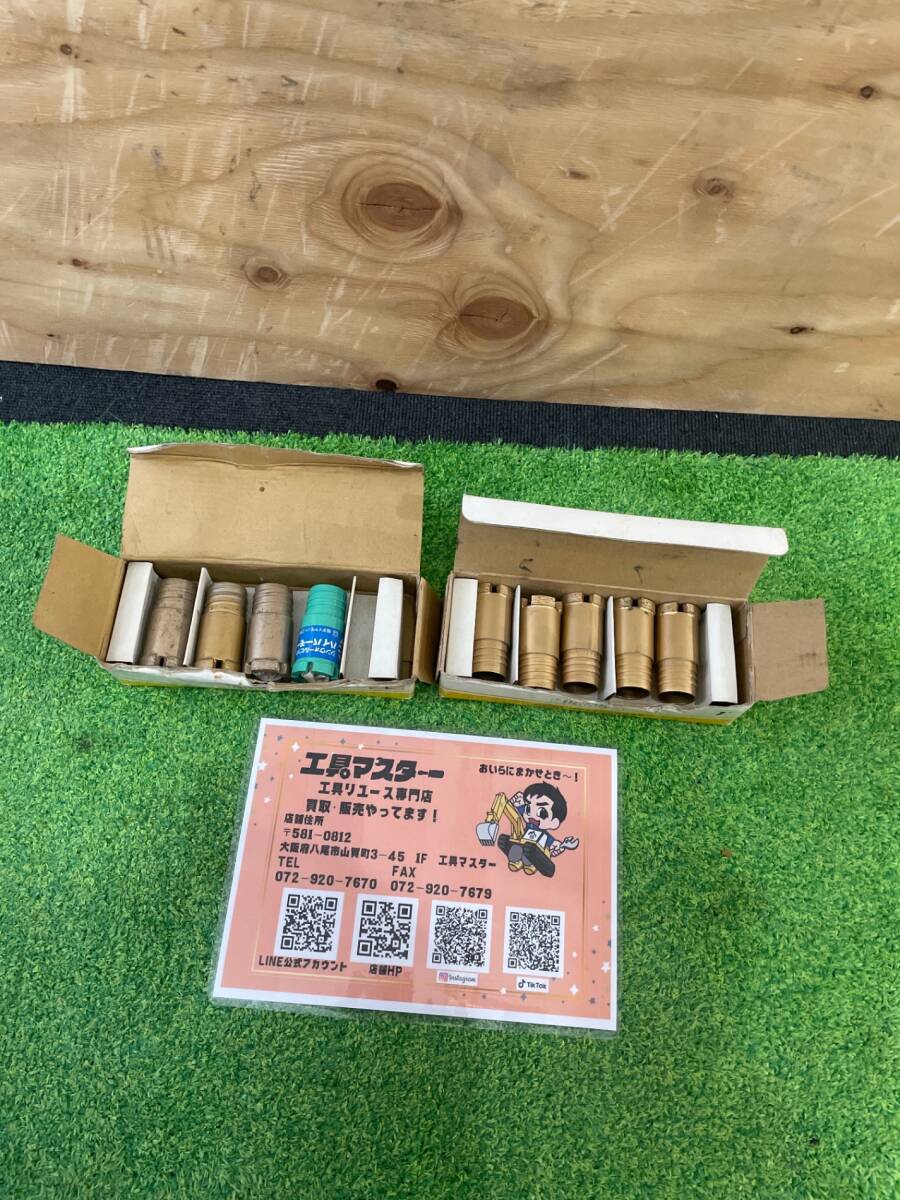 ハイパー
工具マスター
工具リユース専門店
買取・販売やってます！
おいらにまかせとき〜！
店舗住所
〒581-0812
大阪府八尾市山賀町3-45 1F 工具マスター
TEL FAX
072-920-7670 072-920-7679
LINE公式アカウント
店舗HP
Instagram
TikTok